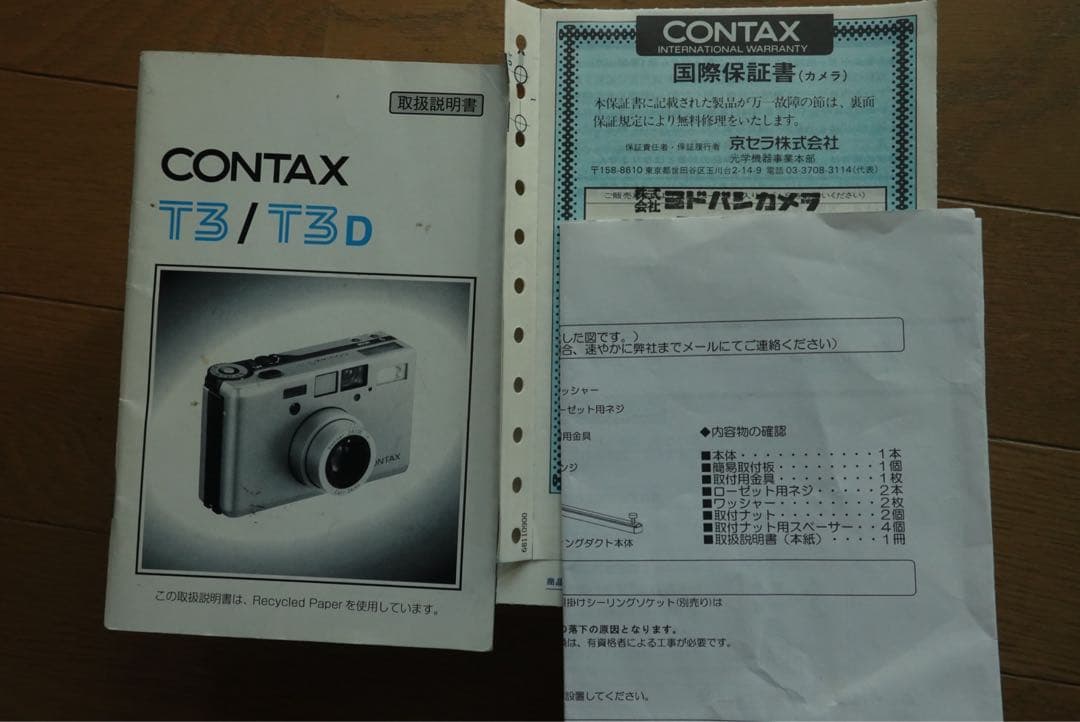 取扱説明書
CONTAX
T3/T3D
CONTAX
この取扱説明書は、Recycled Paperを使用しています。
CONTAX
INTERNATIONAL WARRANTY
国際保証書(カメラ)
本保証書に記載された製品が万一故障の節は、裏面
保証規定により無料修理をいたします。
保証責任者・保証履行者 京セラ株式会社
光学機器事業本部
〒158-8610 東京都世田谷区玉川台2-14-9 電話 03-3708-3114(代表)
ご販売
株式会社 ヨドバシカメラ
ください)
68110900
商品
した図です。)
合、速やかに弊社までメールにてご連絡ください)
ッシャー
ーゼット用ネジ
用金具
ンジ
ィングダクト本体
◆内容物の確認
■本体・・・・・・・・・・・1本
■簡易取付板・・・・・・・・1個
■取付用金具・・・・・・・・1枚
■ローゼット用ネジ・・・・・2本
■ワッシャー・・・・・・・・2枚
■取付ナット・・・・・・・・2個
■取付ナット用スペーサー・・4個
■取扱説明書(本紙)・・・・1冊
掛けシーリングソケット(別売り)は
落下の原因となります。
は、有資格者による工事が必要です。
設置してください。